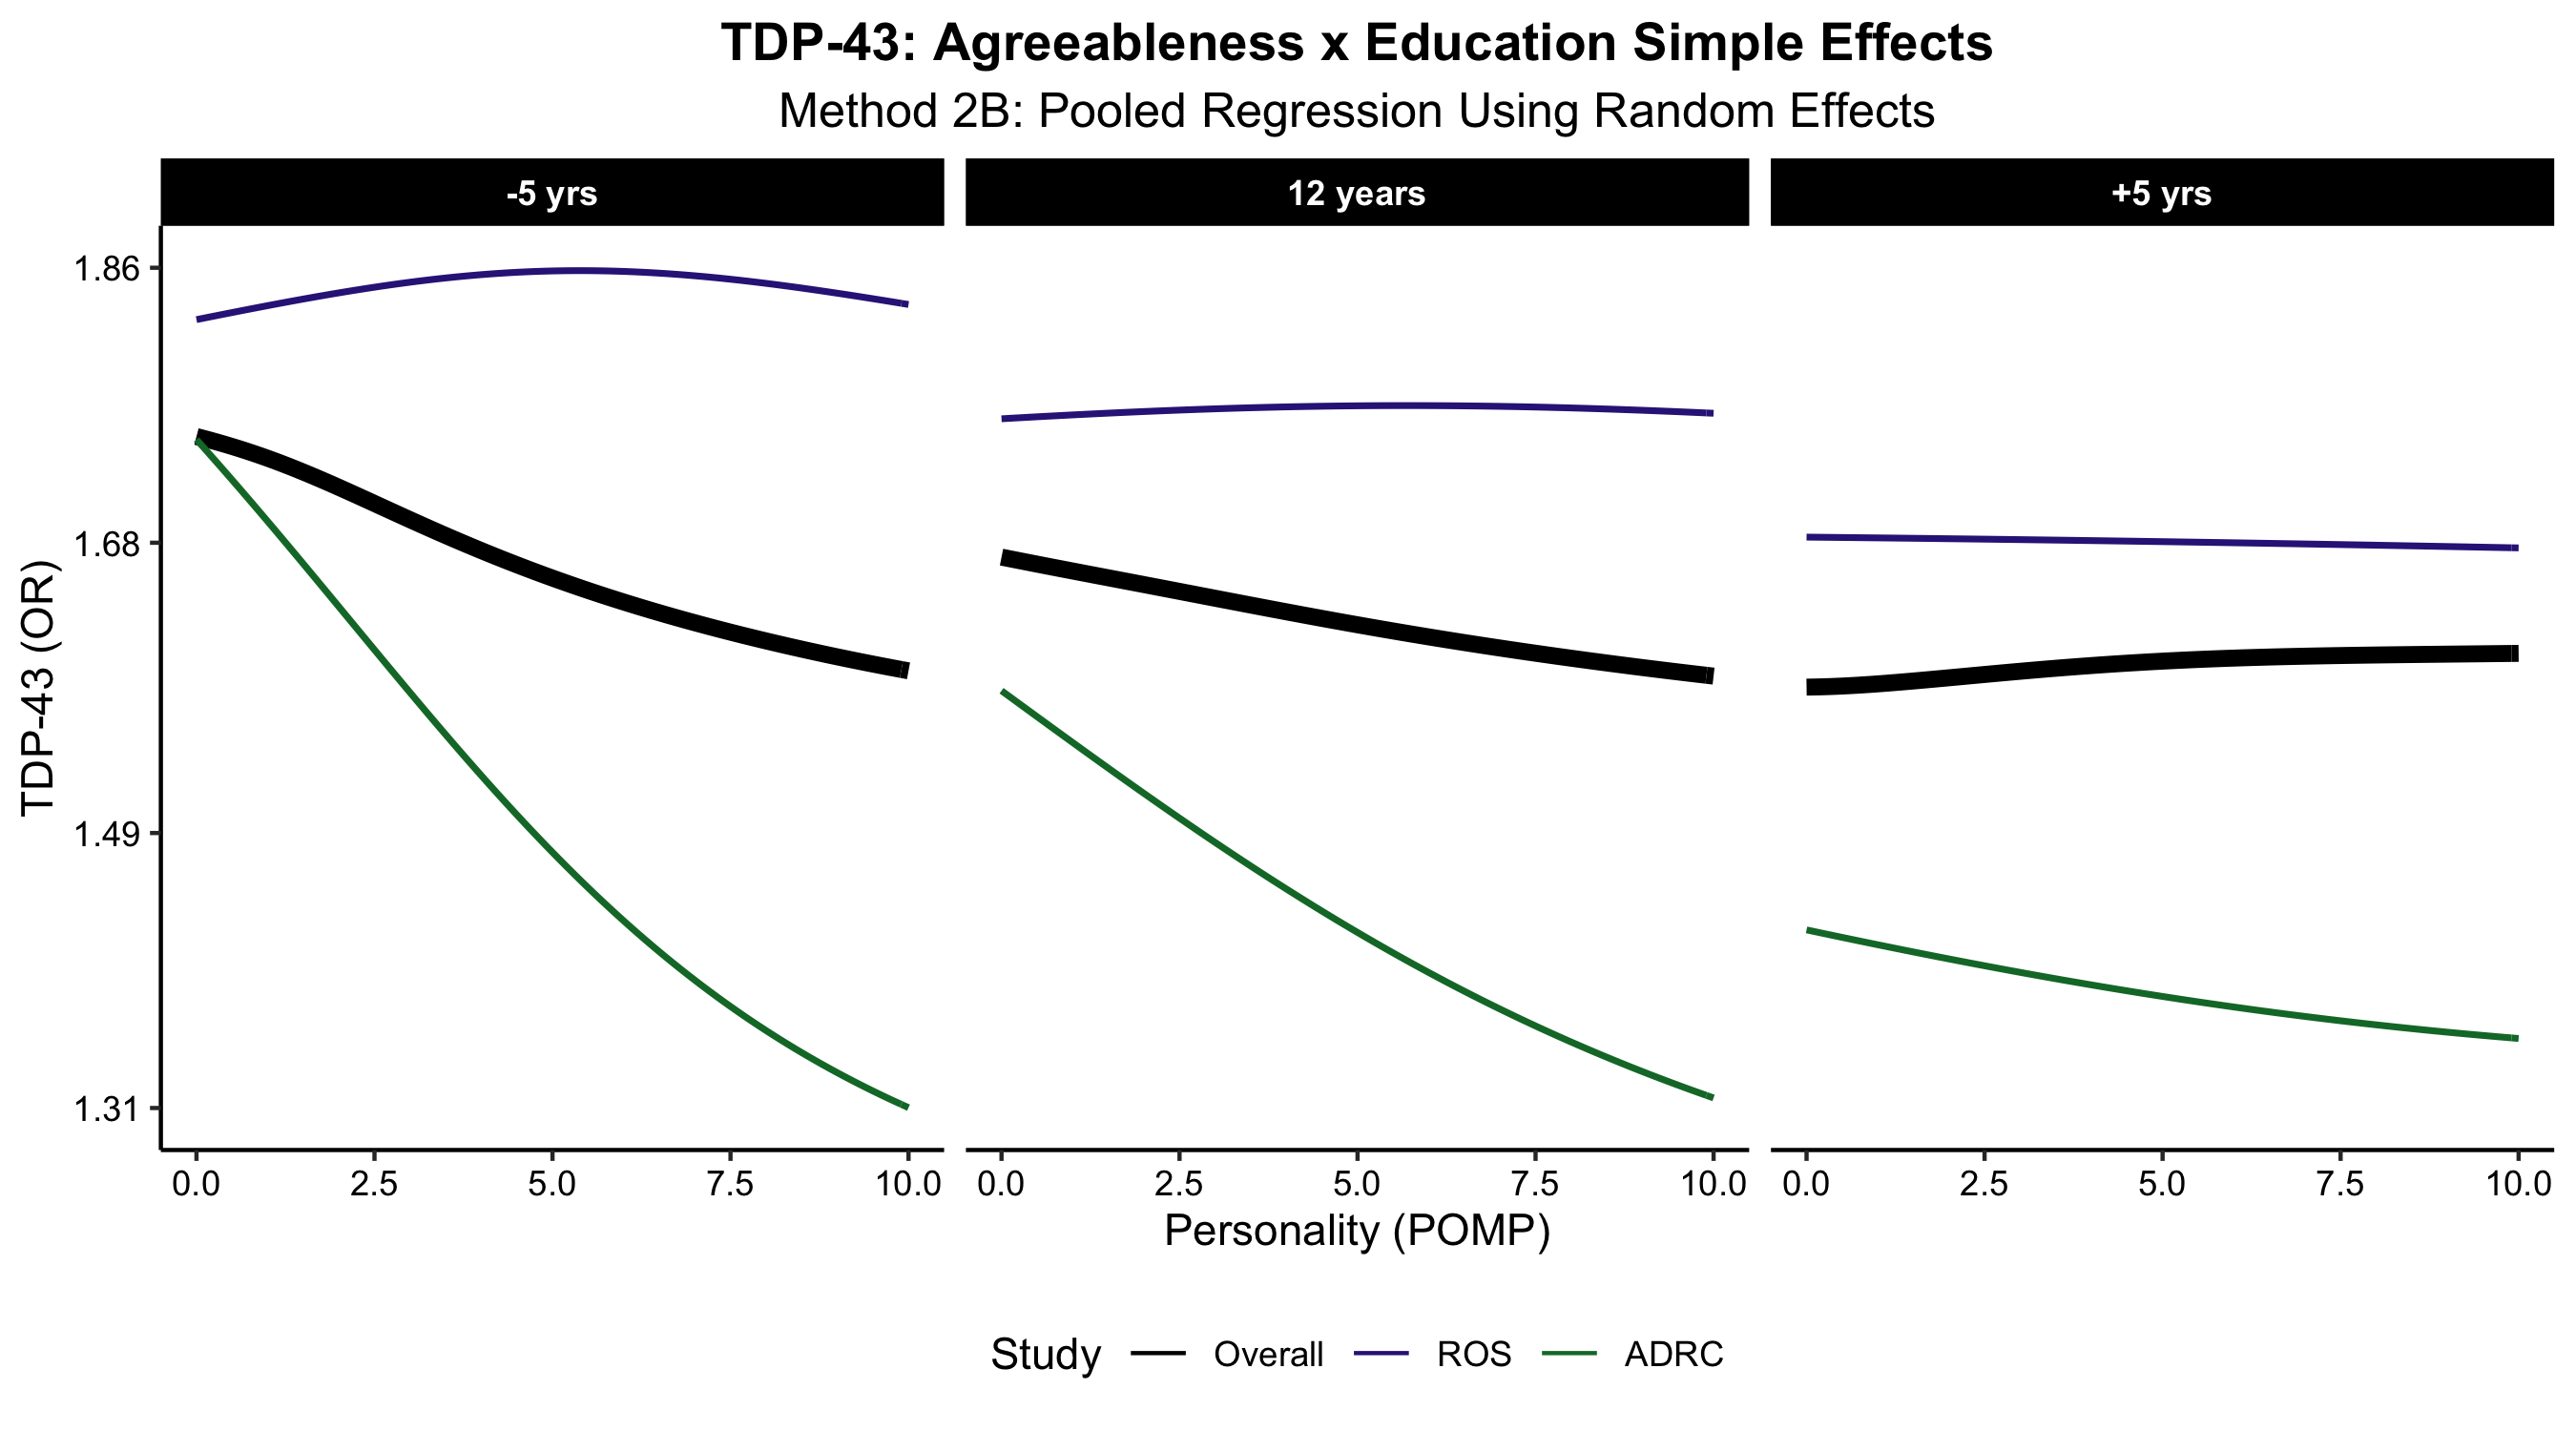 TDP-43: Agreeableness x Education Simple Effects
Method 2B: Pooled Regression Using Random Effects
-5 yrs 12 years +5 yrs
TDP-43 (OR)
1.86
1.68
1.49
1.31
0.0 2.5 5.0 7.5 10.0 0.0 2.5 5.0 7.5 10.0 0.0 2.5 5.0 7.5 10.0
Personality (POMP)
Study Overall ROS ADRC